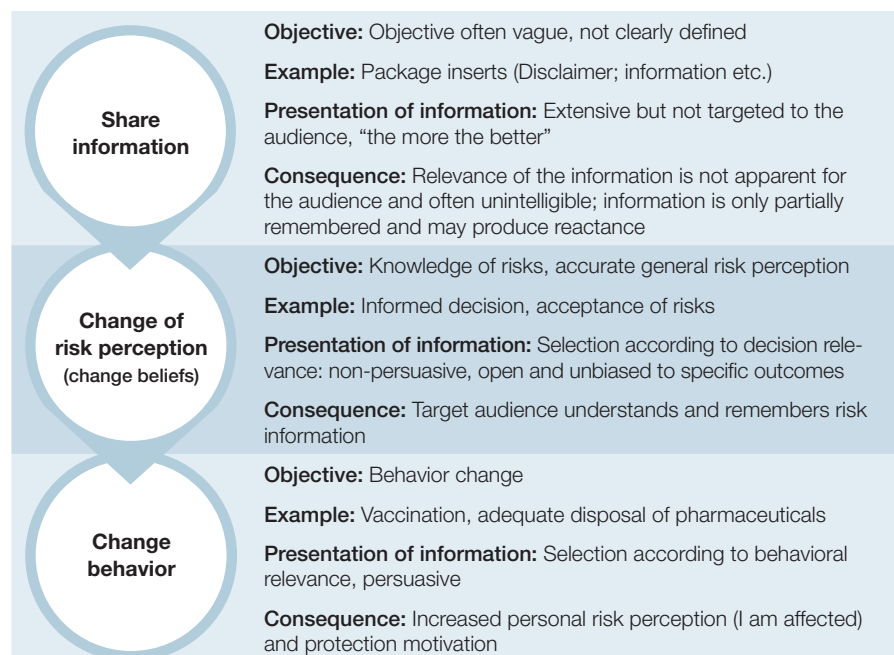 Share
information
Objective: Objective often vague, not clearly defined
Example: Package inserts (Disclaimer; information etc.)
Presentation of information: Extensive but not targeted to the
audience, “the more the better”
Consequence: Relevance of the information is not apparent for
the audience and often unintelligible; information is only partially
remembered and may produce reactance
Change of
risk perception
(change beliefs)
Objective: Knowledge of risks, accurate general risk perception
Example: Informed decision, acceptance of risks
Presentation of information: Selection according to decision rele-
vance: non-persuasive, open and unbiased to specific outcomes
Consequence: Target audience understands and remembers risk
information
Change
behavior
Objective: Behavior change
Example: Vaccination, adequate disposal of pharmaceuticals
Presentation of information: Selection according to behavioral
relevance, persuasive
Consequence: Increased personal risk perception (I am affected)
and protection motivation